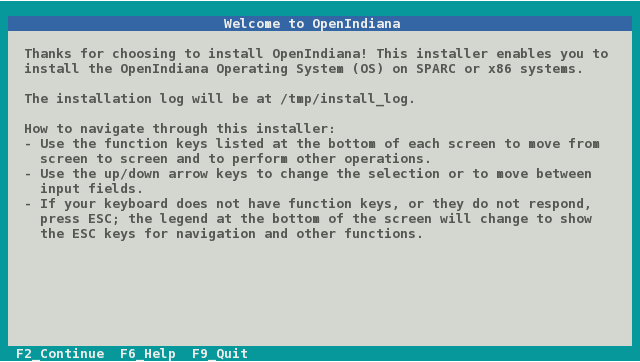 Welcome to OpenIndiana
Thanks for choosing to install OpenIndiana! This installer enables you to
install the OpenIndiana Operating System (OS) on SPARC or x86 systems.
The installation log will be at /tmp/install_log.
How to navigate through this installer:
- Use the function keys listed at the bottom of each screen to move from
screen to screen and to perform other operations.
- Use the up/down arrow keys to change the selection or to move between
input fields.
- If your keyboard does not have function keys, or they do not respond,
press ESC; the legend at the bottom of the screen will change to show
the ESC keys for navigation and other functions.
F2_Continue  F6_Help  F9_Quit